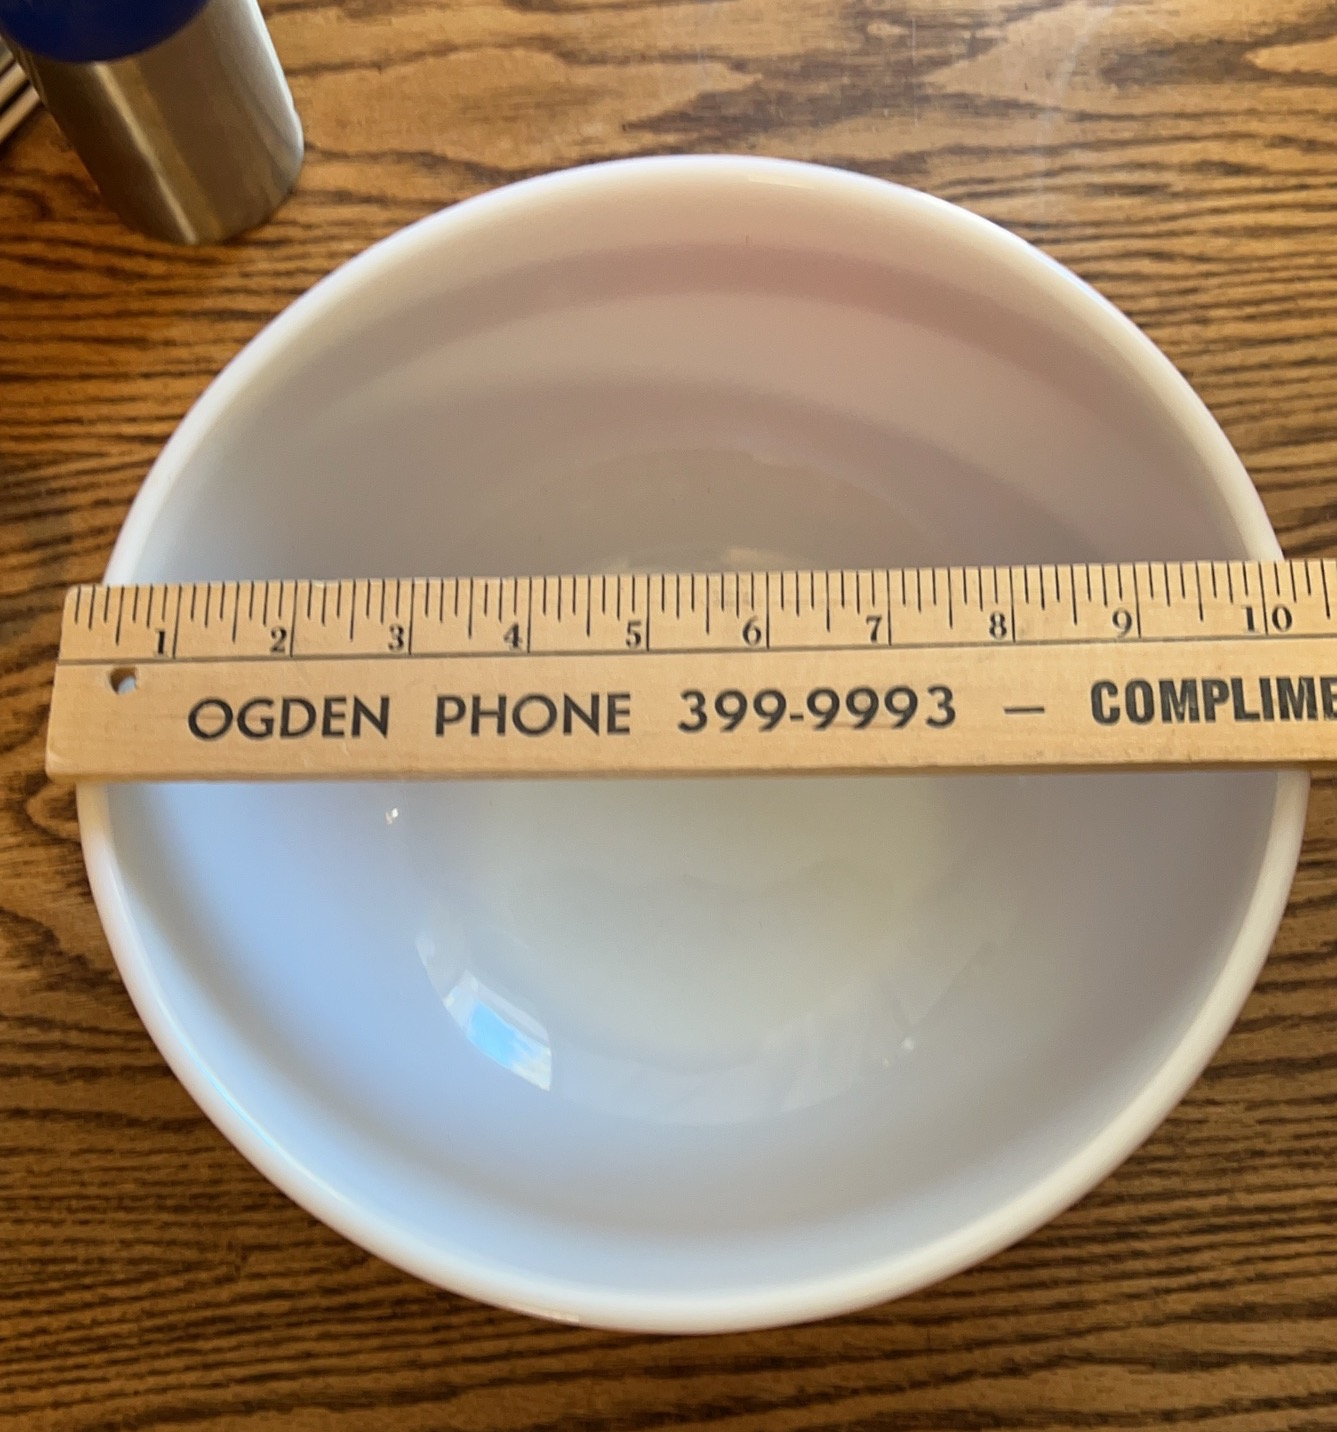 1 2 3 4 5 6 7 8 9 10
OGDEN PHONE 399-9993 — COMPLIME